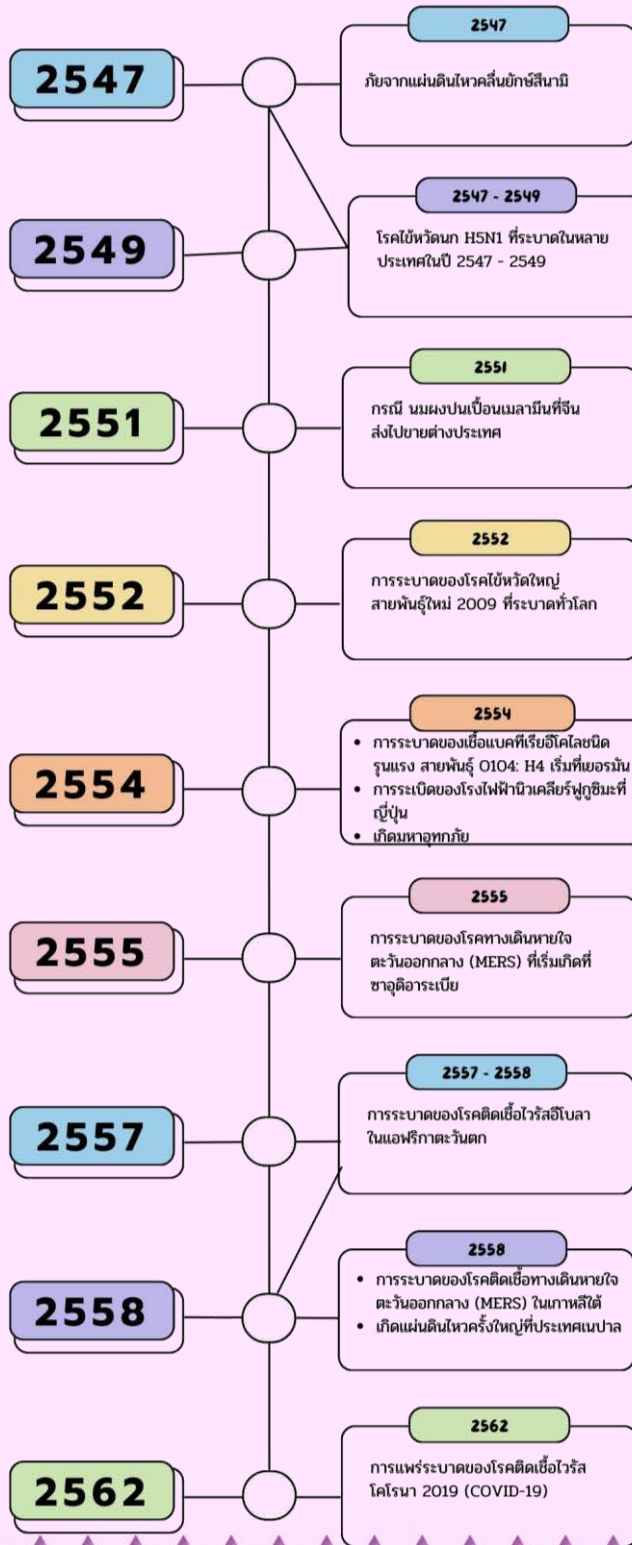 2547
2547
ภัยจากแผ่นดินไหวคลื่นยักษ์สึนามิ
2549
2547 - 2549
โรคไข้หวัดนก H5N1 ที่ระบาดในหลาย
ประเทศในปี 2547 - 2549
2551
2551
กรณี นมผงปนเปื้อนเมลามีนที่จีน
ส่งไปขายต่างประเทศ
2552
2552
การระบาดของโรคไข้หวัดใหญ่
สายพันธุ์ใหม่ 2009 ที่ระบาดทั่วโลก
2554
2554
• การระบาดของเชื้อแบคทีเรียอีโคไลชนิด
รุนแรง สายพันธุ์ O104: H4 เริ่มที่เยอรมัน
• การระเบิดของโรงไฟฟ้านิวเคลียร์ฟูกูชิมะที่
ญี่ปุ่น
• เกิดมหาอุทกภัย
2555
2555
การระบาดของโรคทางเดินหายใจ
ตะวันออกกลาง (MERS) ที่เริ่มเกิดที่
ซาอุดิอาระเบีย
2557
2557 - 2558
การระบาดของโรคติดเชื้อไวรัสอีโบลา
ในแอฟริกาตะวันตก
2558
2558
• การระบาดของโรคติดเชื้อทางเดินหายใจ
ตะวันออกกลาง (MERS) ในเกาหลีใต้
• เกิดแผ่นดินไหวครั้งใหญ่ที่ประเทศเนปาล
2562
2562
การแพร่ระบาดของโรคติดเชื้อไวรัส
โคโรนา 2019 (COVID-19)